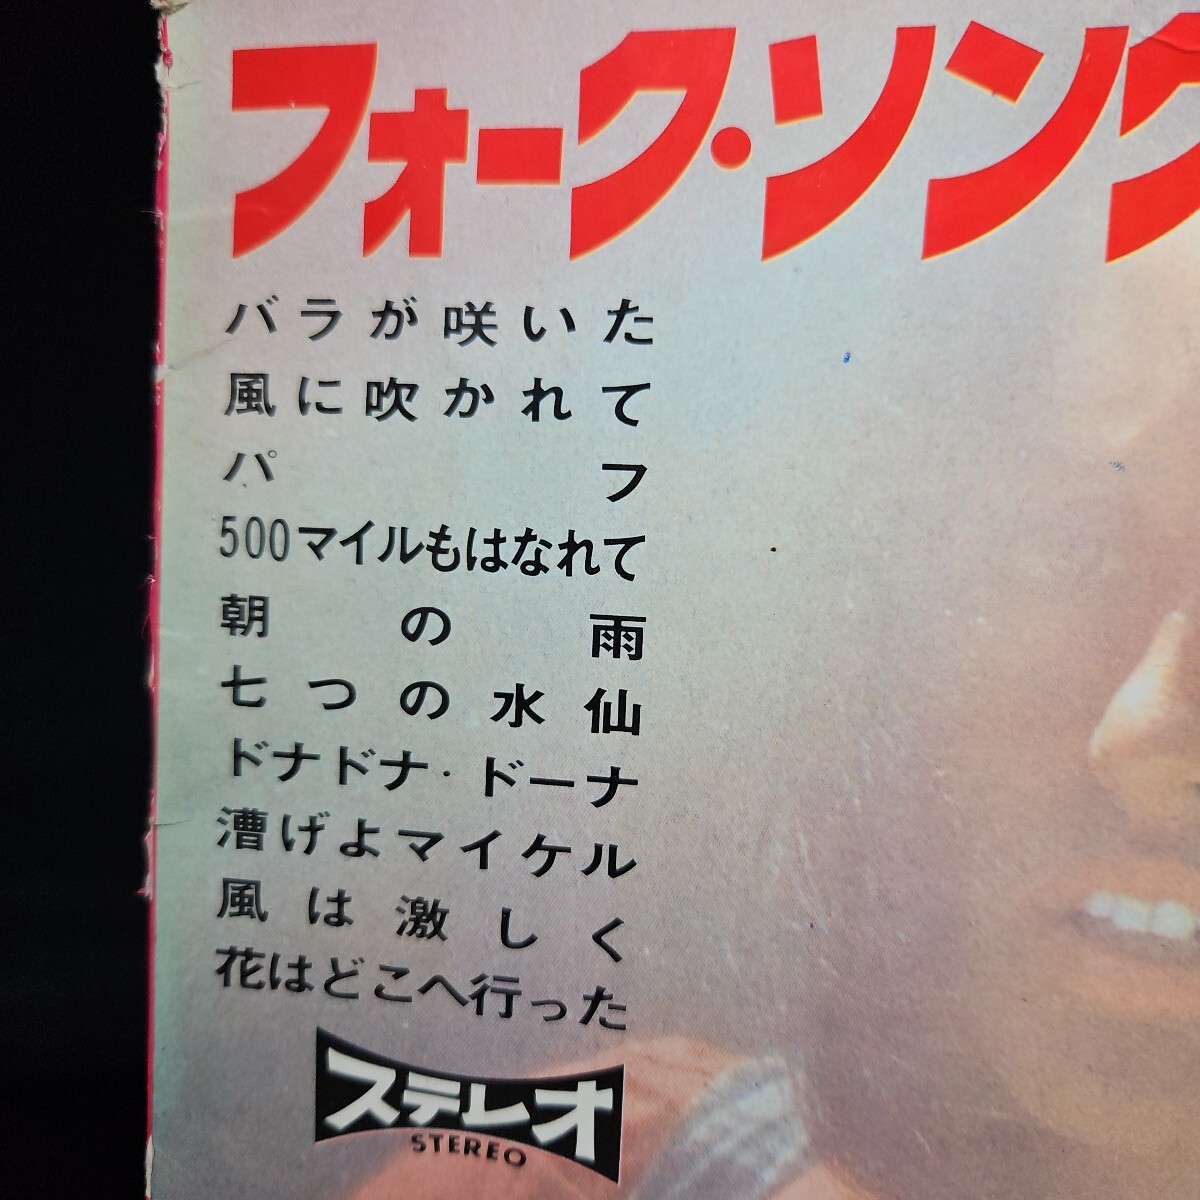 フォーク・ソング
バラが咲いた
風に吹かれて
パフ
500マイルもはなれて
朝の雨
七つの水仙
ドナドナ・ドーナ
漕げよマイケル
風は激しく
花はどこへ行った
ステレオ
STEREO